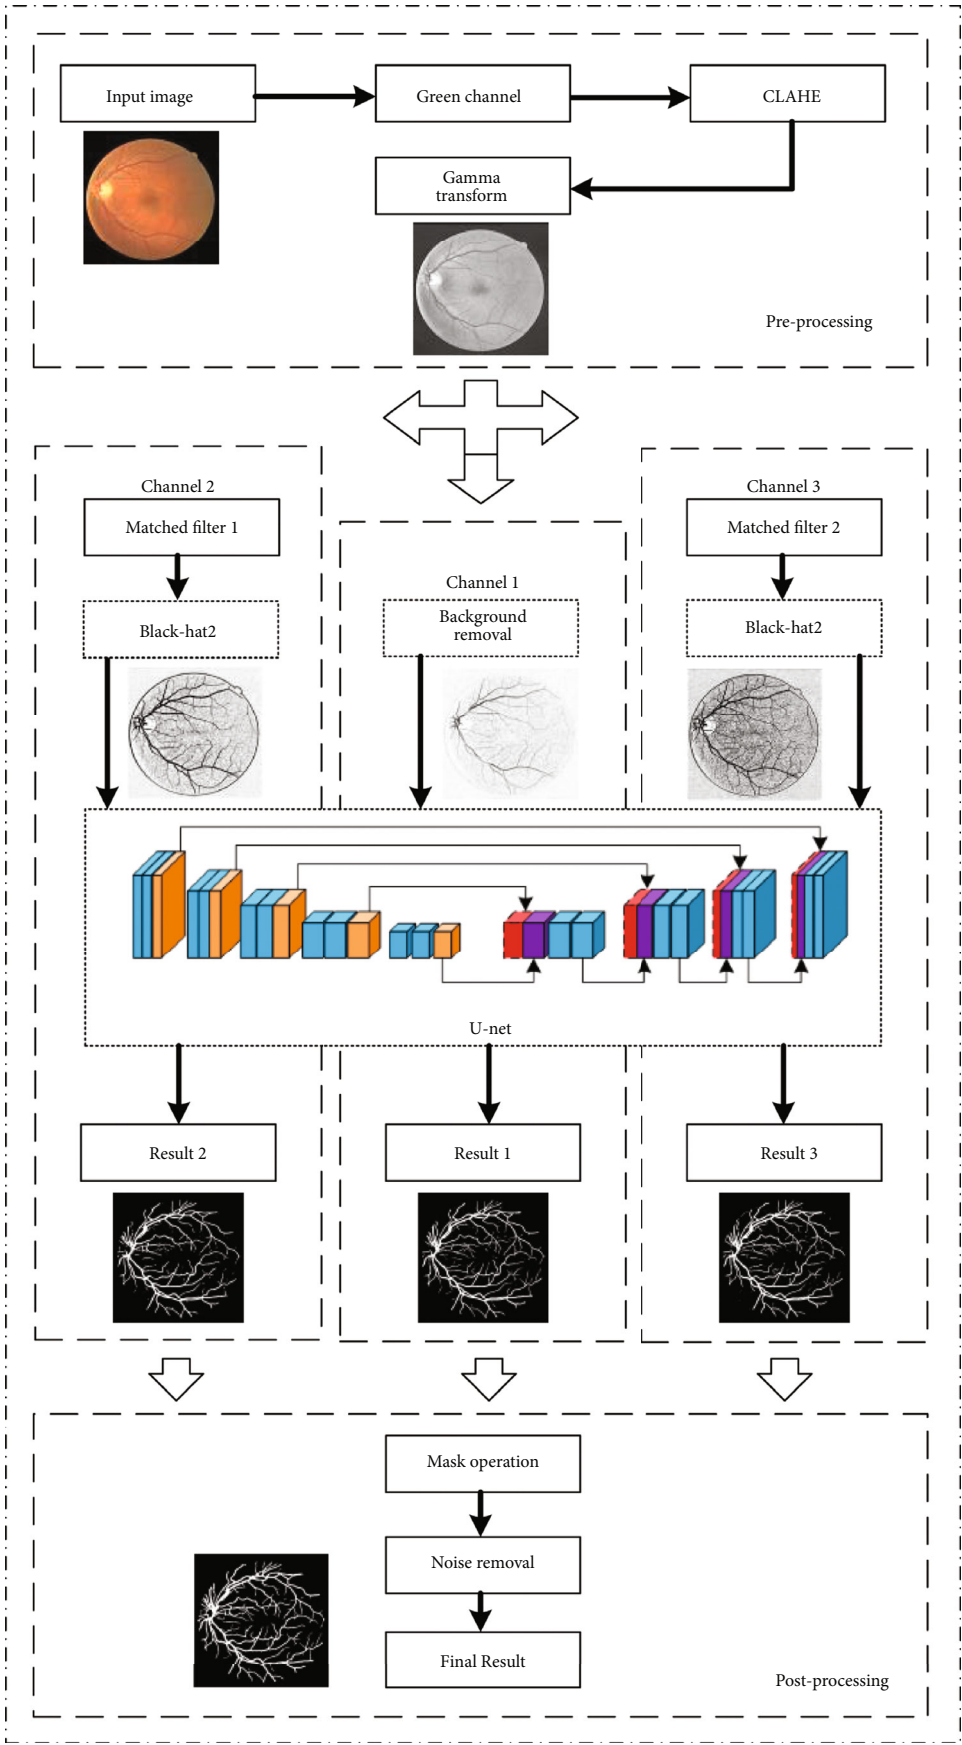 Input image
Green channel
CLAHE
Gamma
transform
Pre-processing
Channel 2
Matched filter 1
Black-hat2
Channel 1
Background
removal
Channel 3
Matched filter 2
Black-hat2
U-net
Result 2
Result 1
Result 3
Mask operation
Noise removal
Final Result
Post-processing